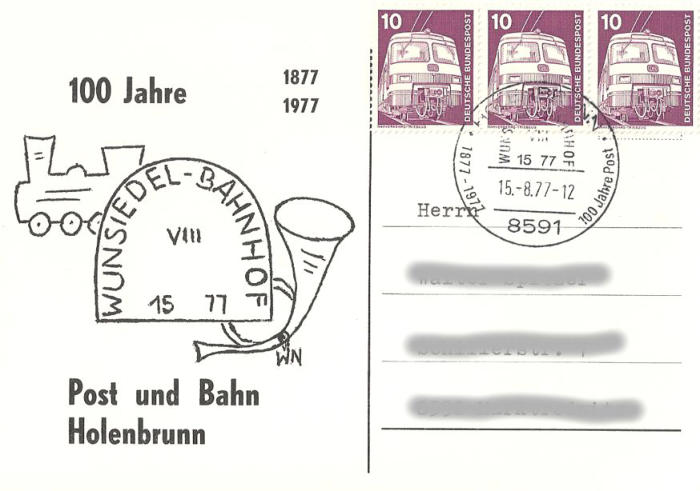 100 Jahre
1877
1977
WUNSIEDEL-BAHNHOF
VIII
15 77
WN
Post und Bahn
Holenbrunn
10
DEUTSCHE BUNDESPOST
10
DEUTSCHE BUNDESPOST
10
DEUTSCHE BUNDESPOST
1877-1977
100 Jahre Post
VIII
15 77
15.-8.77-12
8591
Herrn